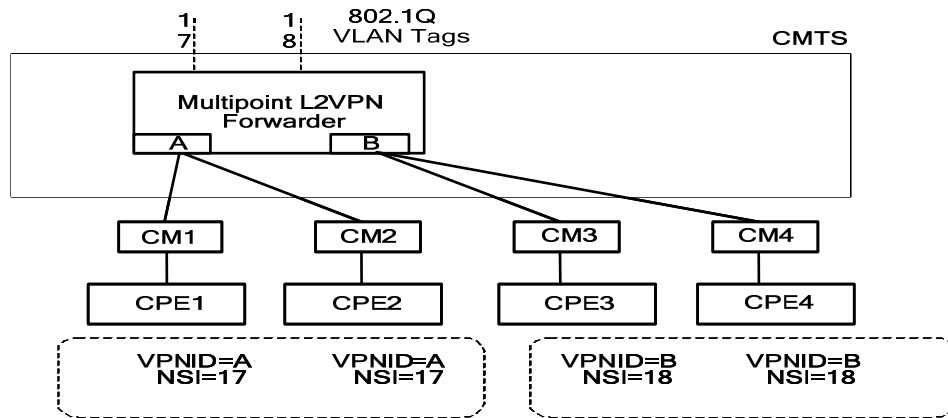 1 1 802.1Q
7 8 VLAN Tags
CMTS
Multipoint L2VPN
Forwarder
A B
CM1 CM2 CM3 CM4
CPE1 CPE2 CPE3 CPE4
VPNID=A VPNID=A VPNID=B VPNID=B
NSI=17 NSI=17 NSI=18 NSI=18